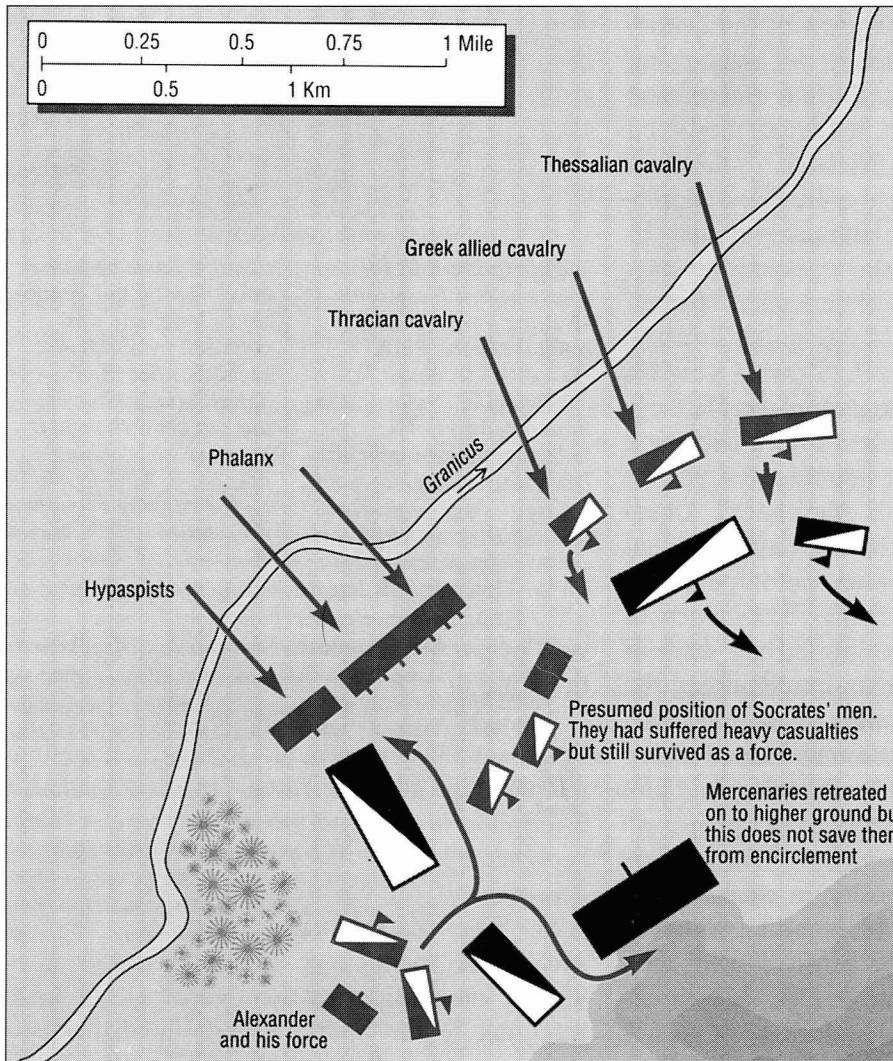 0 0.25 0.5 0.75 1 Mile
0 0.5 1 Km
Thessalian cavalry
Greek allied cavalry
Thracian cavalry
Phalanx
Granicus
Hypaspists
Presumed position of Socrates' men.
They had suffered heavy casualties
but still survived as a force.
Mercenaries retreated
on to higher ground bu
this does not save then
from encirclement
Alexander
and his force